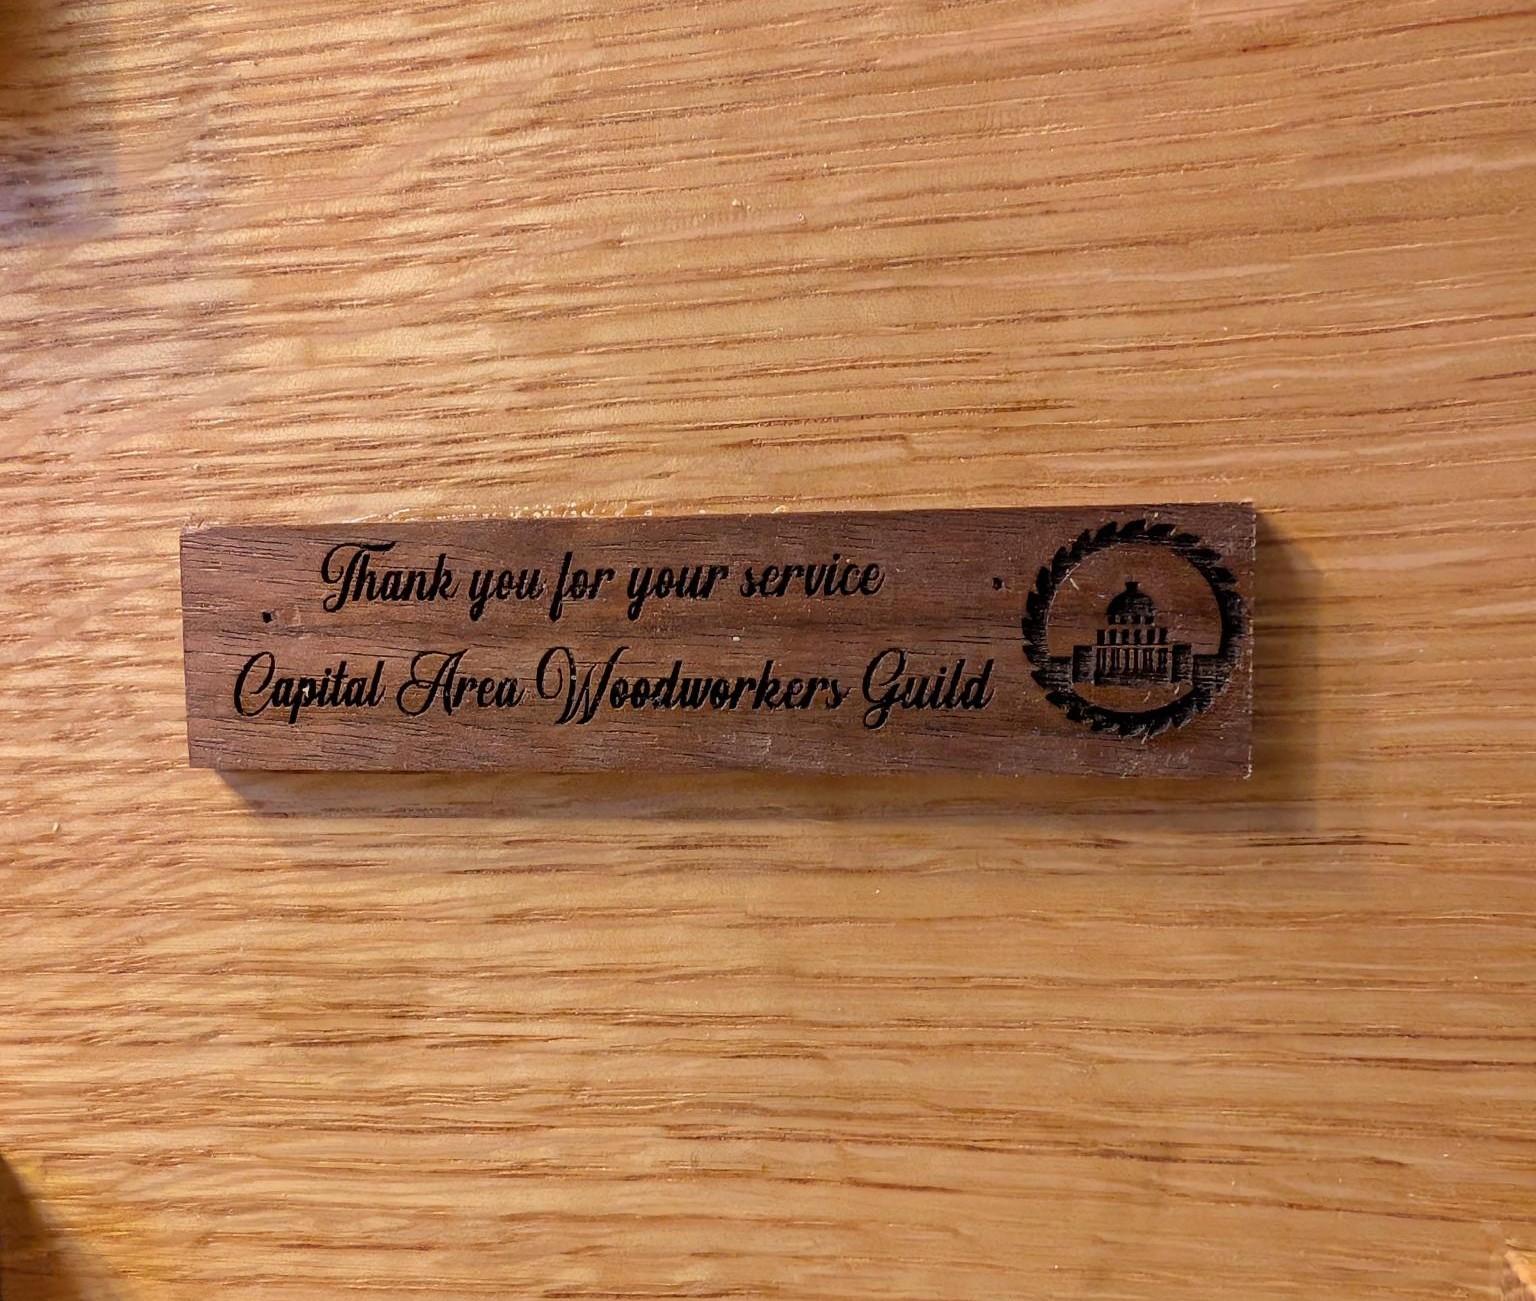 Thank you for your service
Capital Area Woodworkers Guild